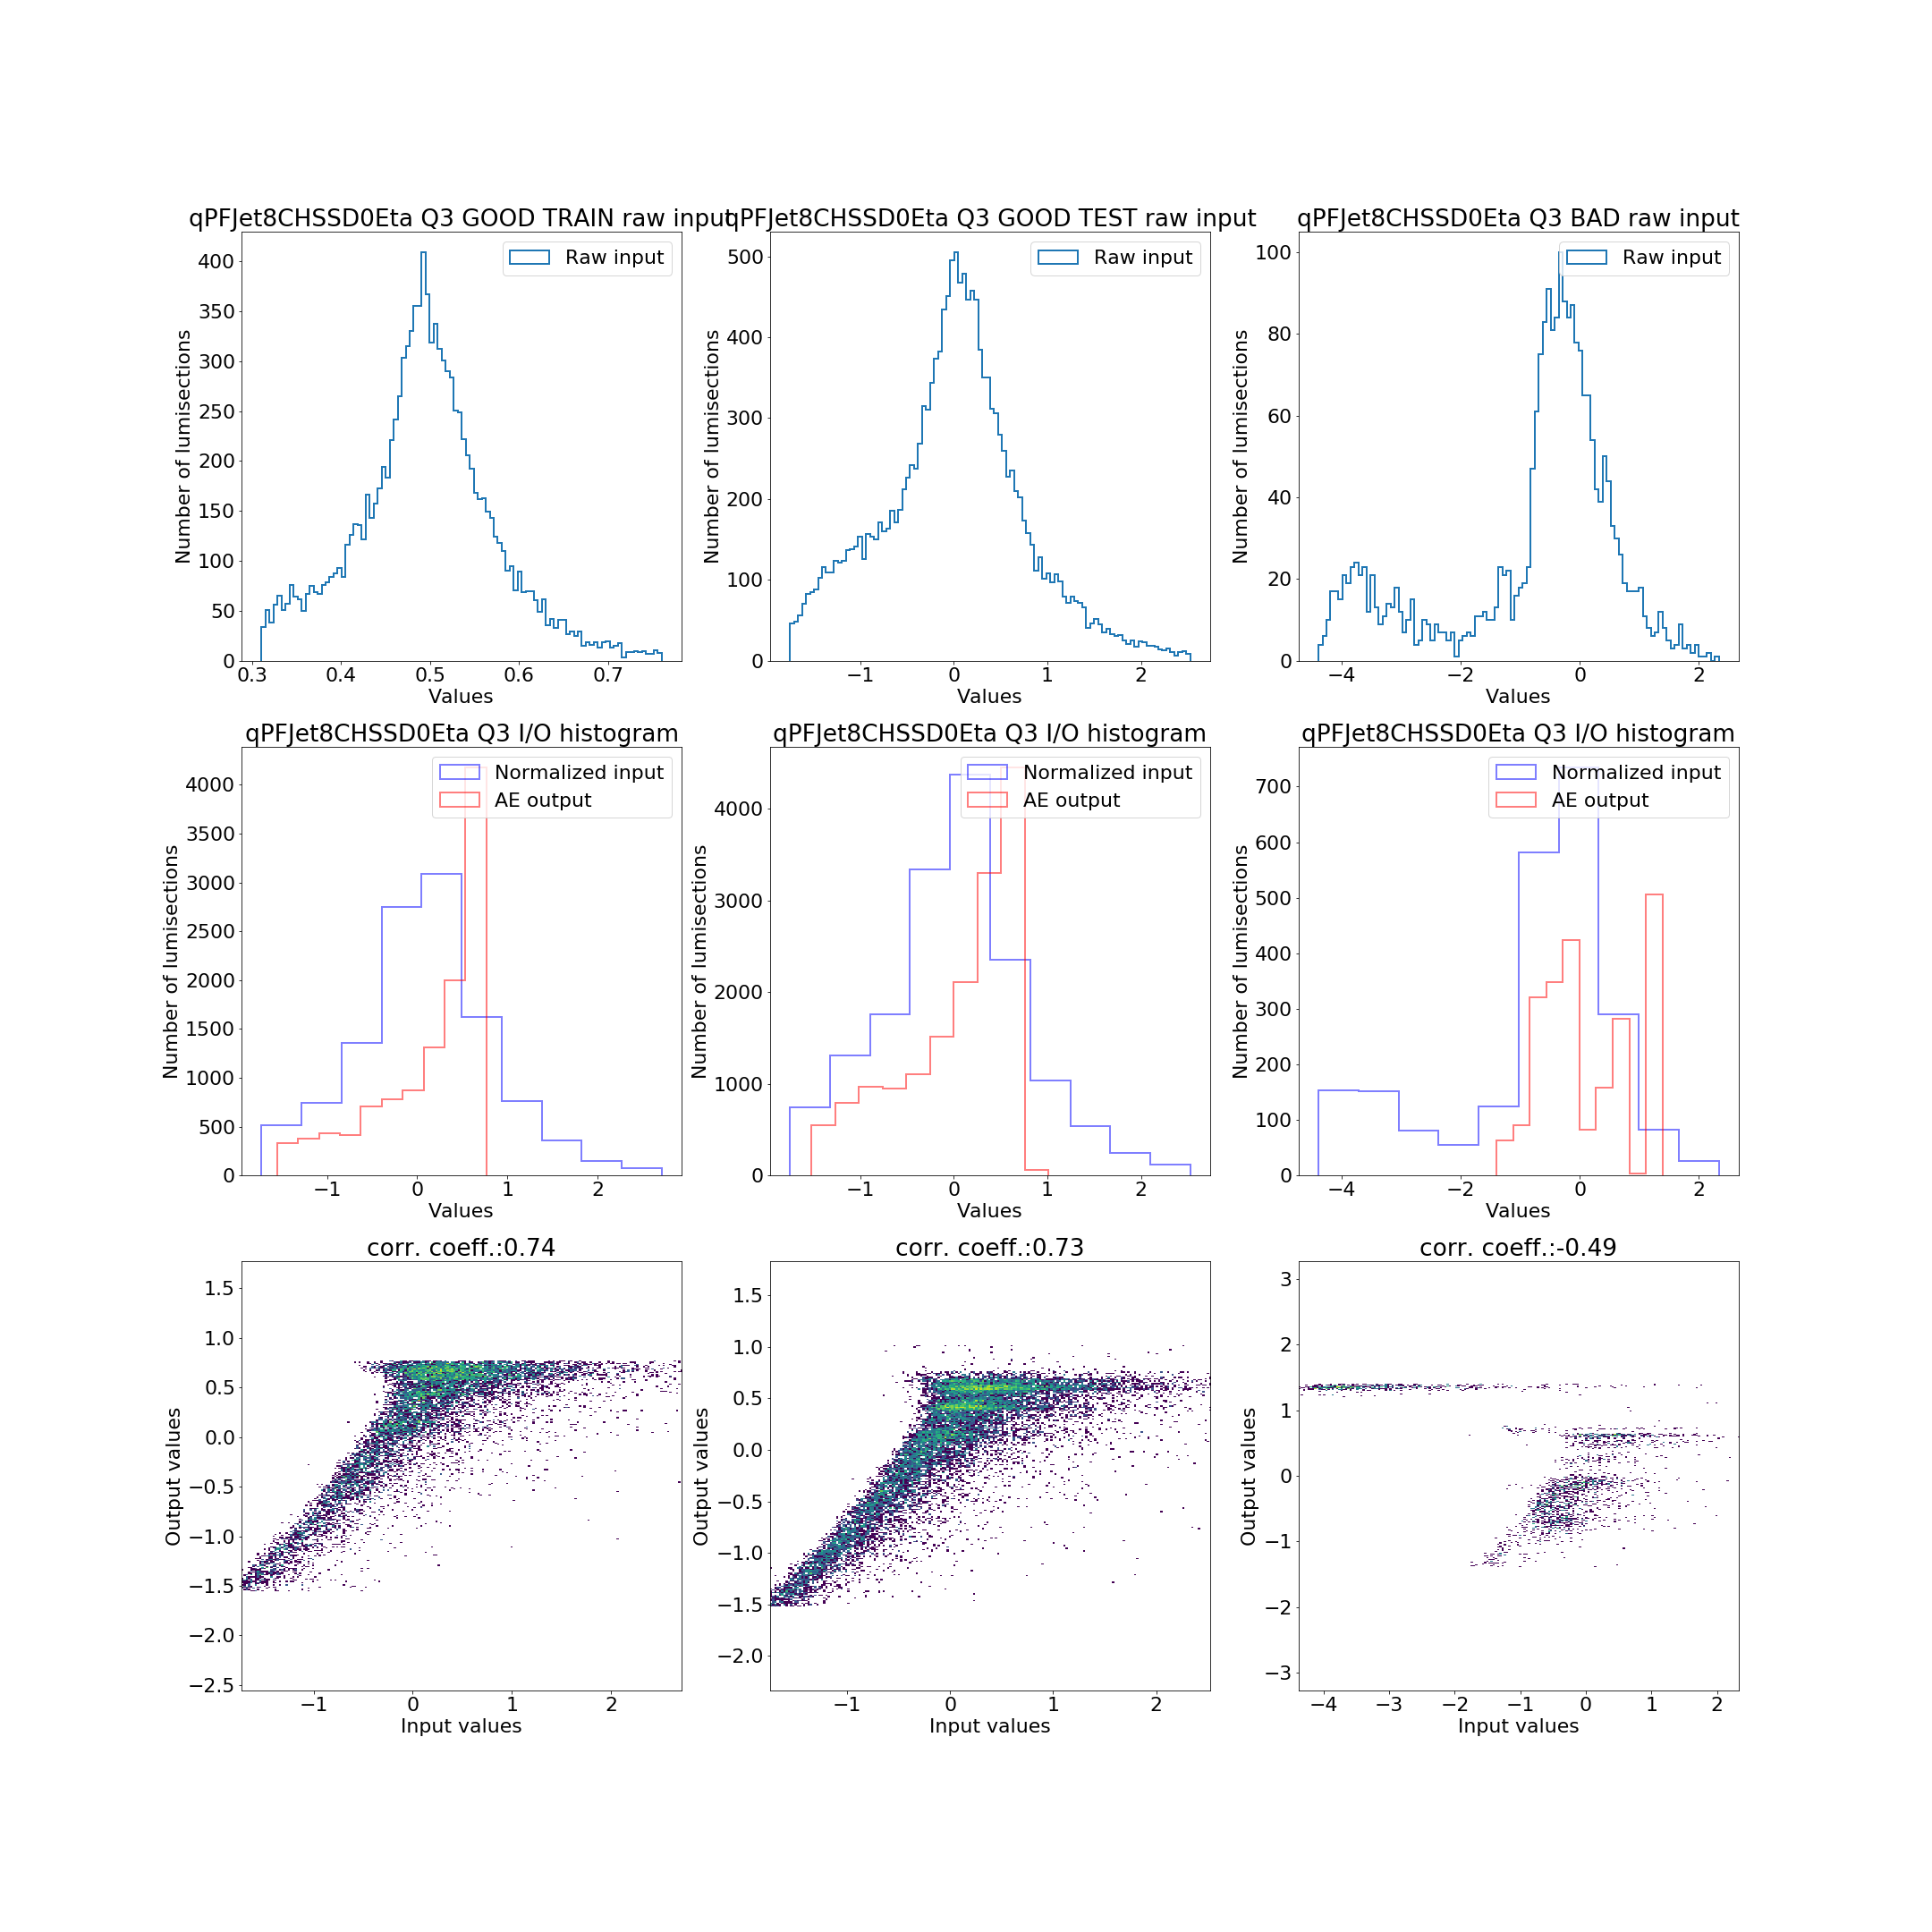 qPFJet8CHSSD0Eta Q3 GOOD TRAIN raw input
qPFJet8CHSSD0Eta Q3 GOOD TEST raw input
qPFJet8CHSSD0Eta Q3 BAD raw input
Raw input
Raw input
Raw input
Number of lumisections
400
350
300
250
200
150
100
50
0
0.3 0.4 0.5 0.6 0.7
Values
Number of lumisections
500
400
300
200
100
0
−1 0 1 2
Values
Number of lumisections
100
80
60
40
20
0
−4 −2 0 2
Values
qPFJet8CHSSD0Eta Q3 I/O histogram
qPFJet8CHSSD0Eta Q3 I/O histogram
qPFJet8CHSSD0Eta Q3 I/O histogram
Normalized input
AE output
Normalized input
AE output
Normalized input
AE output
Number of lumisections
4000
3500
3000
2500
2000
1500
1000
500
0
−1 0 1 2
Values
Number of lumisections
4000
3000
2000
1000
0
−1 0 1 2
Values
Number of lumisections
700
600
500
400
300
200
100
0
−4 −2 0 2
Values
corr. coeff.:0.74
corr. coeff.:0.73
corr. coeff.:-0.49
Output values
1.5
1.0
0.5
0.0
−0.5
−1.0
−1.5
−2.0
−2.5
−1 0 1 2
Input values
Output values
1.5
1.0
0.5
0.0
−0.5
−1.0
−1.5
−2.0
−1 0 1 2
Input values
Output values
3
2
1
0
−1
−2
−3
−4 −3 −2 −1 0 1 2
Input values